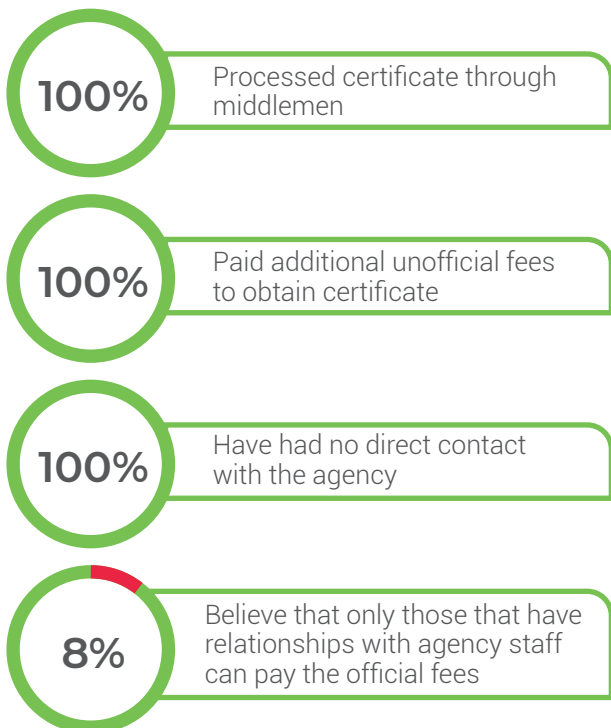 100%
Processed certificate through
middlemen
100%
Paid additional unofficial fees
to obtain certificate
100%
Have had no direct contact
with the agency
8%
Believe that only those that have
relationships with agency staff
can pay the official fees